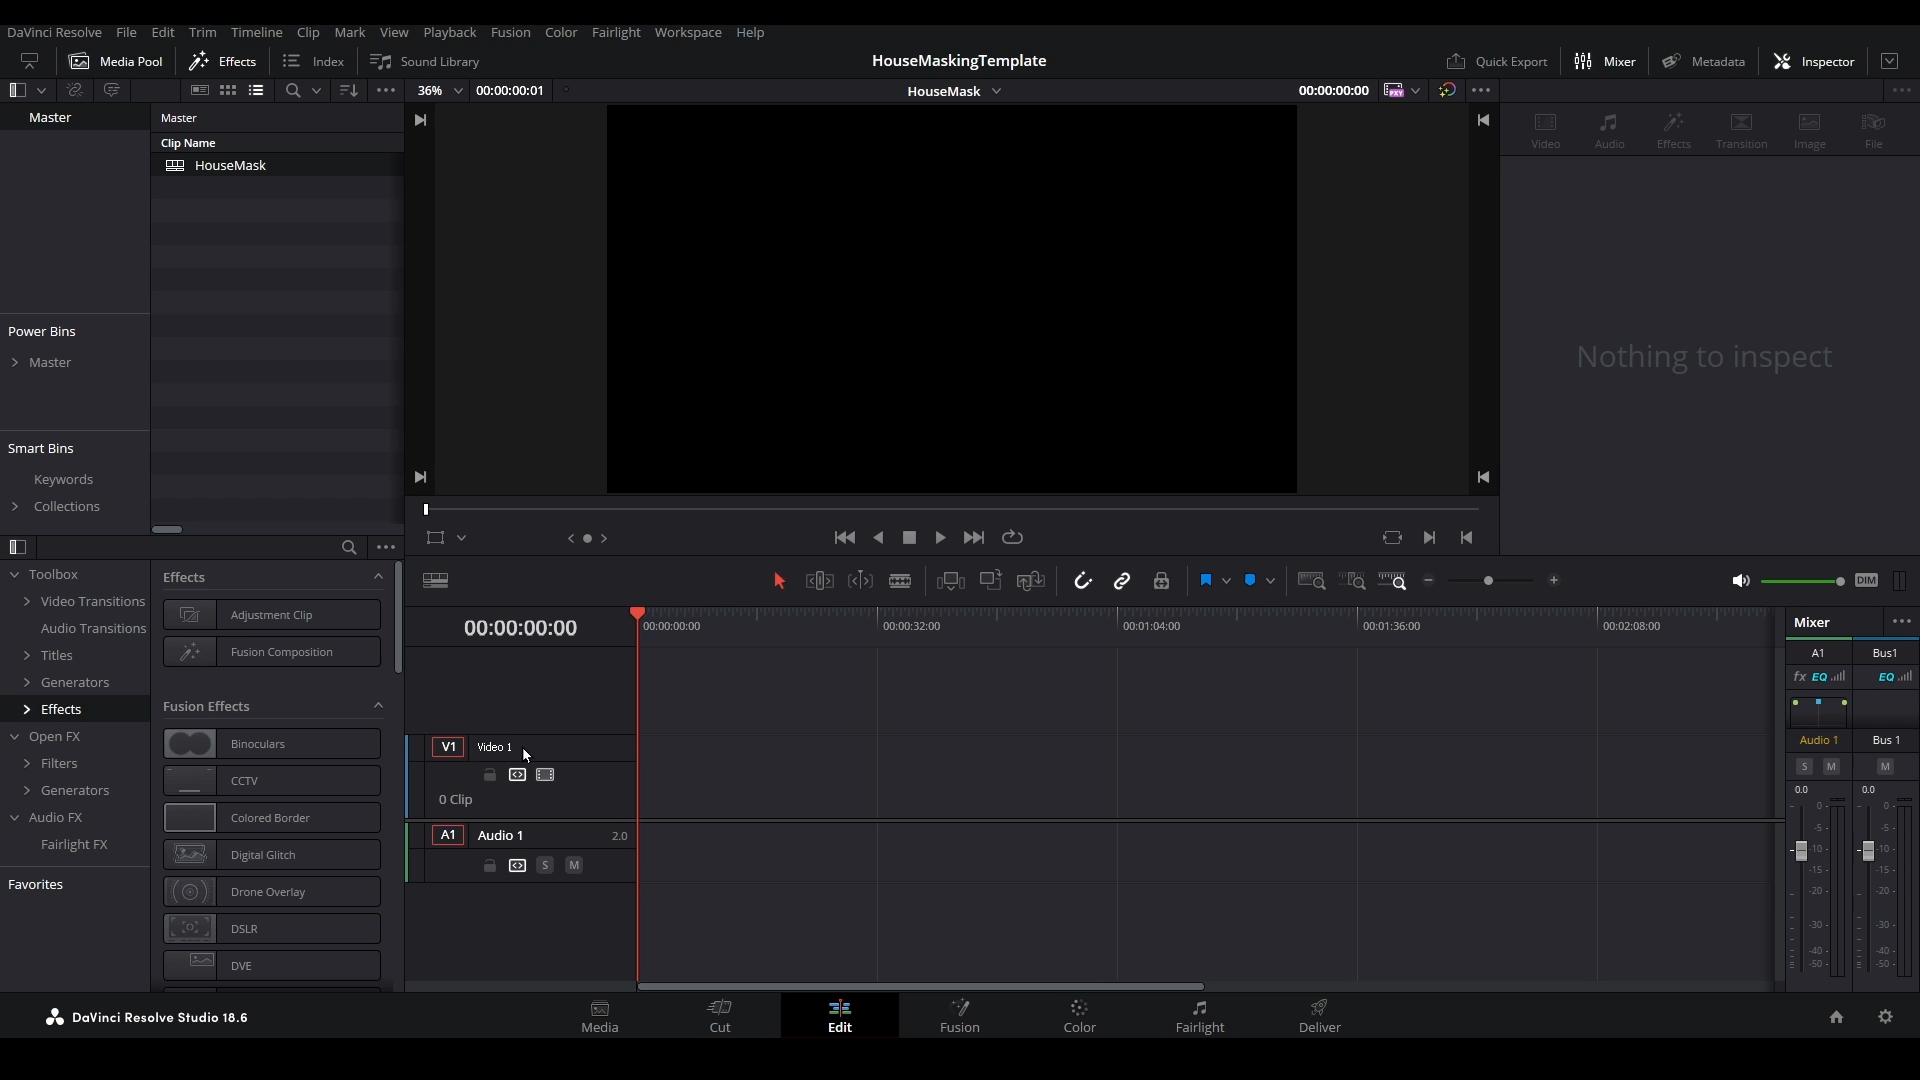 DaVinci Resolve File Edit Trim Timeline Clip Mark View Playback Fusion Color Fairlight Workspace Help
Media Pool Effects Index Sound Library HouseMaskingTemplate Quick Export Mixer Metadata Inspector
36% 00:00:00:01 HouseMask 00:00:00:00 PXY
Master
Master
Clip Name
HouseMask
Power Bins
Master
Smart Bins
Keywords
Collections
Video Audio Effects Transition Image File
Nothing to inspect
Toolbox
Video Transitions
Audio Transitions
Titles
Generators
Effects
Open FX
Filters
Generators
Audio FX
Fairlight FX
Favorites
Effects
Adjustment Clip
Fusion Composition
Fusion Effects
Binoculars
CCTV
Colored Border
Digital Glitch
Drone Overlay
DSLR
DVE
DIM
00:00:00:00
00:00:00:00 00:00:32:00 00:01:04:00 00:01:36:00 00:02:08:00
V1 Video 1
0 Clip
A1 Audio 1 2.0
S M
Mixer
A1 Bus1
fx EQ EQ
Audio 1 Bus 1
S M M
0.0 0.0
0 0
-5 -5
-10 -10
-15 -15
-20 -20
-30 -30
-40 -40
-50 -50
DaVinci Resolve Studio 18.6
Media Cut Edit Fusion Color Fairlight Deliver